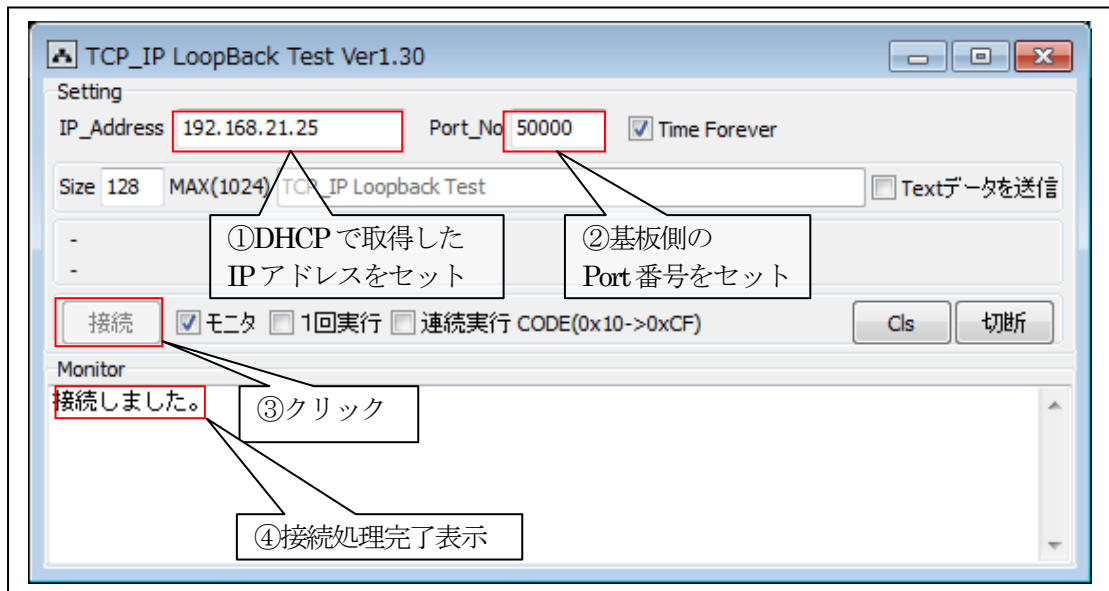 TCP_IP LoopBack Test Ver1.30
Setting
IP_Address 192.168.21.25 Port_No 50000 Time Forever
Size 128 MAX(1024) TCP_IP Loopback Test Textデータを送信
-
-
①DHCPで取得した
IPアドレスをセット
②基板側の
Port番号をセット
接続 モニタ 1回実行 連続実行 CODE(0x10->0xCF) Cls 切断
Monitor
接続しました。
③クリック
④接続処理完了表示